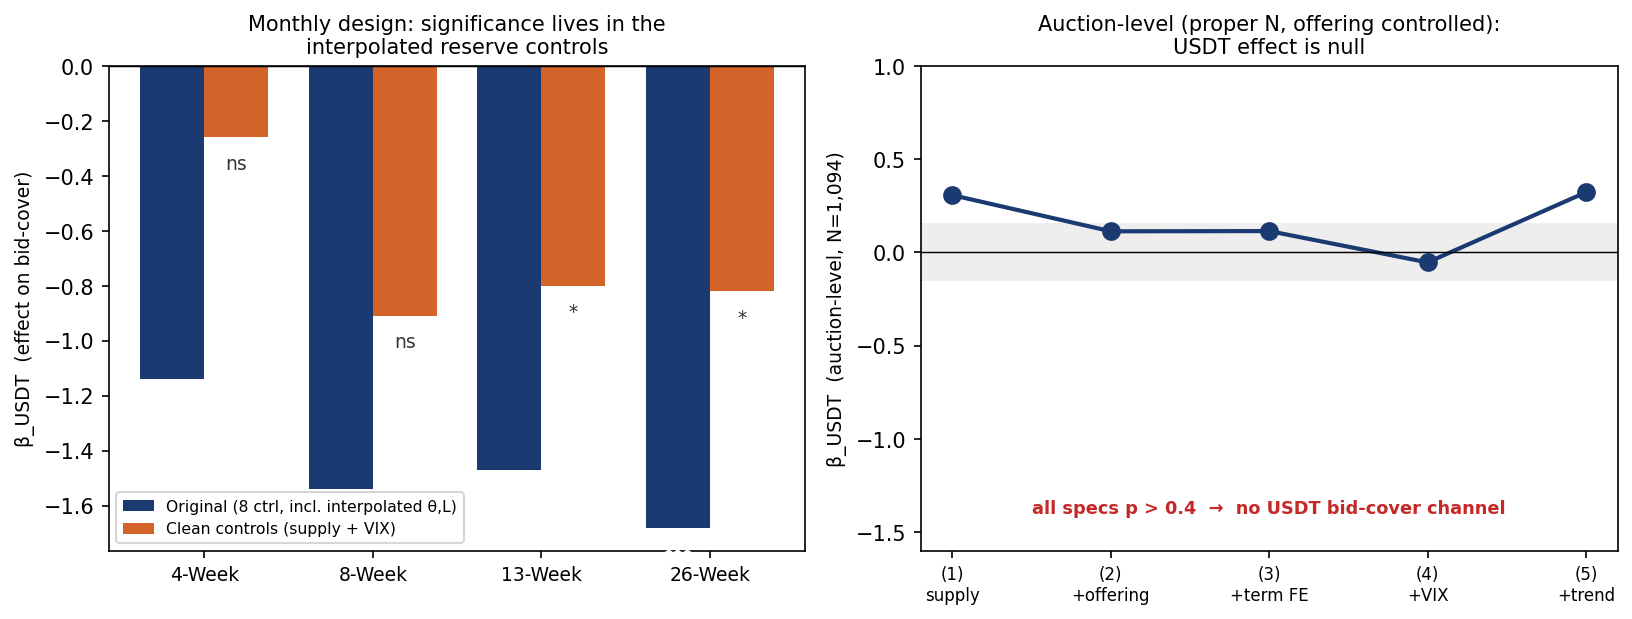 Monthly design: significance lives in the
interpolated reserve controls
β_USDT (effect on bid-cover)
0.0
−0.2
−0.4
−0.6
−0.8
−1.0
−1.2
−1.4
−1.6
ns
ns
*
*
Original (8 ctrl, incl. interpolated θ,L)
Clean controls (supply + VIX)
4-Week
8-Week
13-Week
26-Week
Auction-level (proper N, offering controlled):
USDT effect is null
β_USDT (auction-level, N=1,094)
1.0
0.5
0.0
−0.5
−1.0
−1.5
all specs p > 0.4 → no USDT bid-cover channel
(1)
supply
(2)
+offering
(3)
+term FE
(4)
+VIX
(5)
+trend